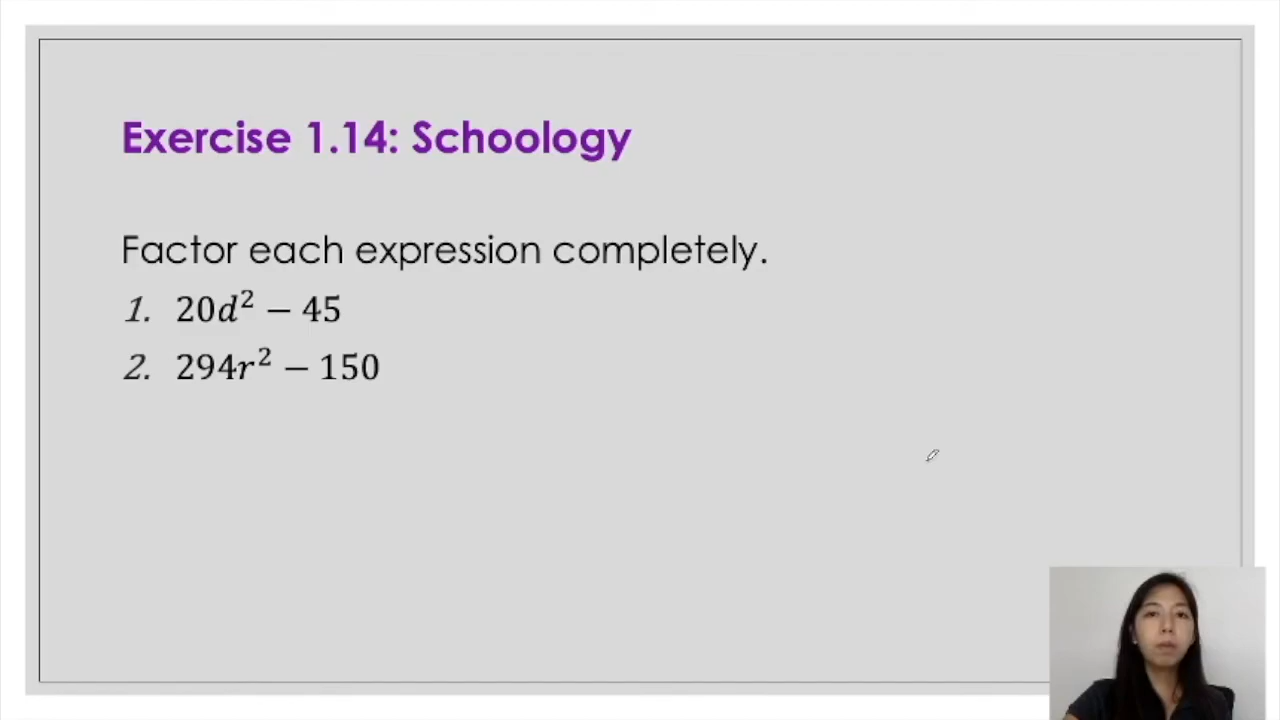 Exercise 1.14: Schoology
Factor each expression completely.
1. 20d² − 45
2. 294r² − 150